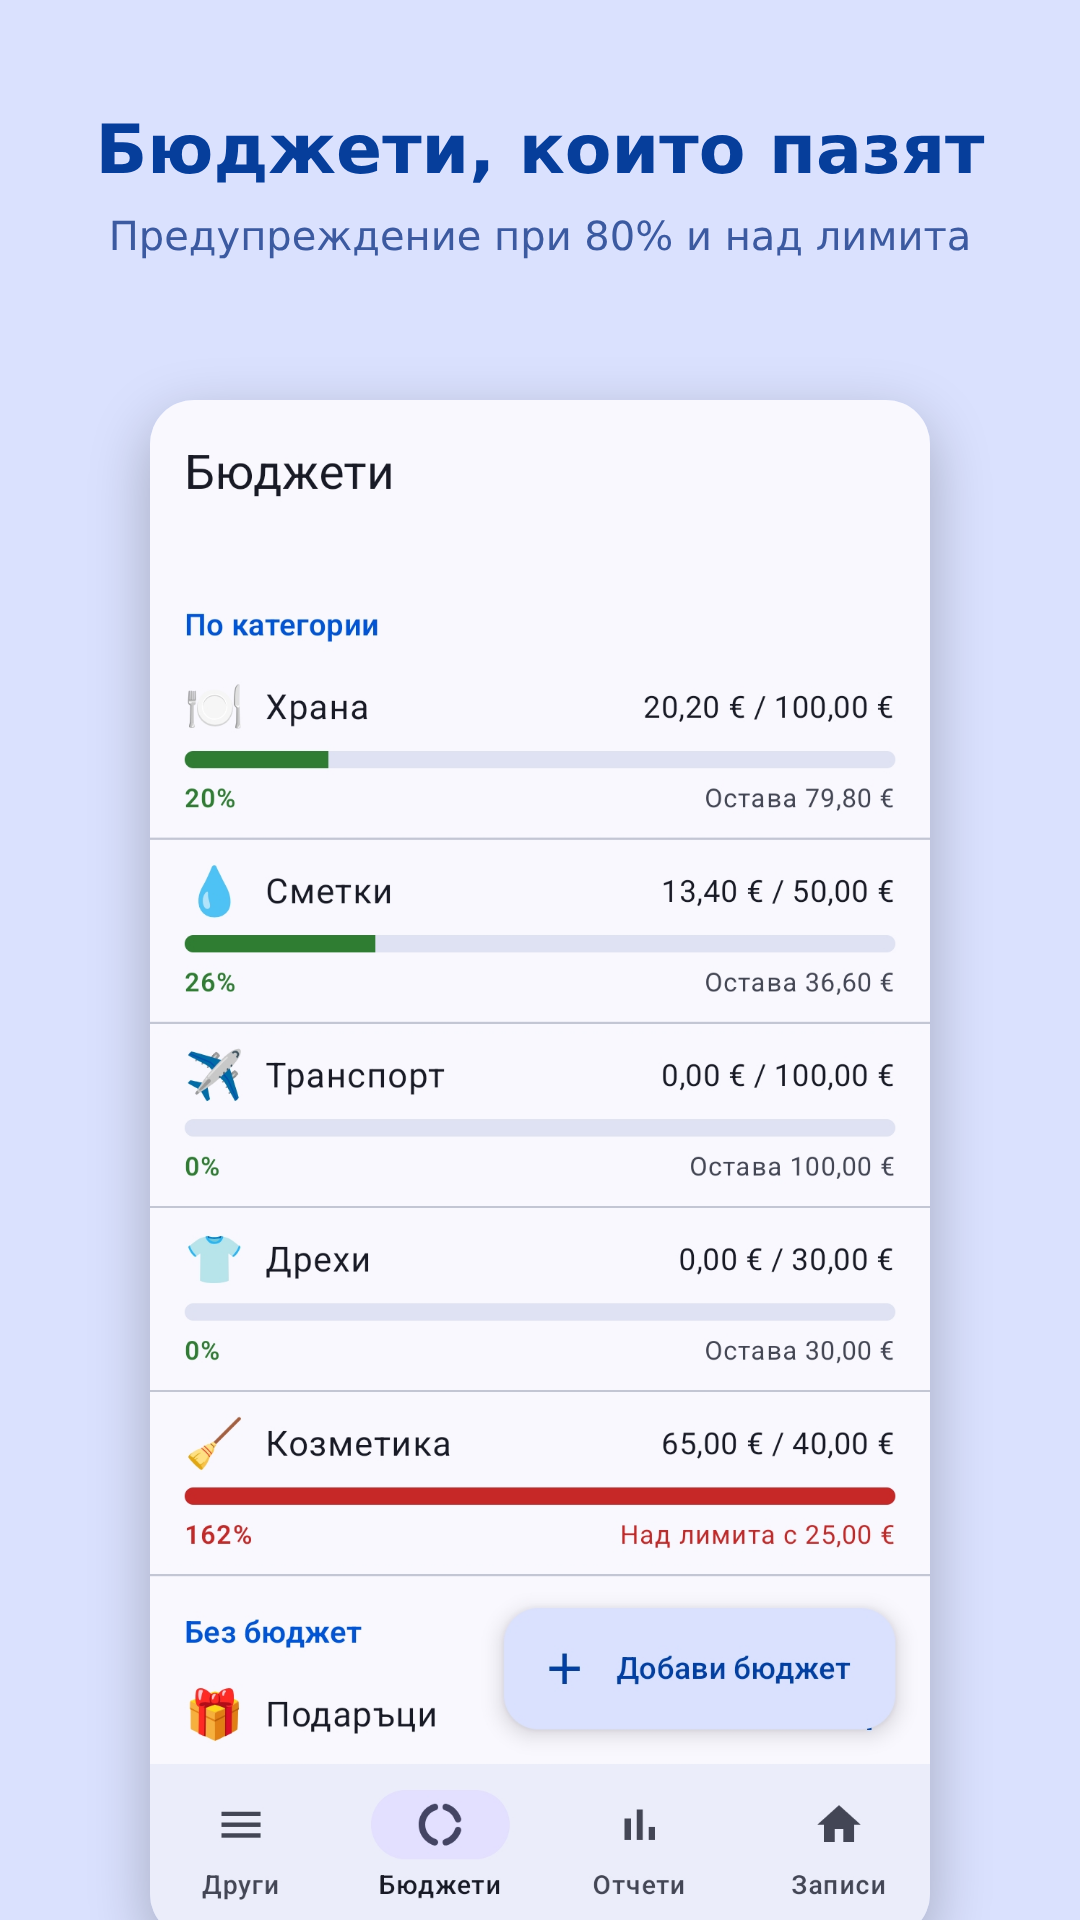 Бюджети, които пазят
Предупреждение при 80% и над лимита
Бюджети
По категории
Храна 20,20 € / 100,00 €
20% Остава 79,80 €
Сметки 13,40 € / 50,00 €
26% Остава 36,60 €
Транспорт 0,00 € / 100,00 €
0% Остава 100,00 €
Дрехи 0,00 € / 30,00 €
0% Остава 30,00 €
Козметика 65,00 € / 40,00 €
162% Над лимита с 25,00 €
Без бюджет
+ Добави бюджет
Подаръци
Други Бюджети Отчети Записи